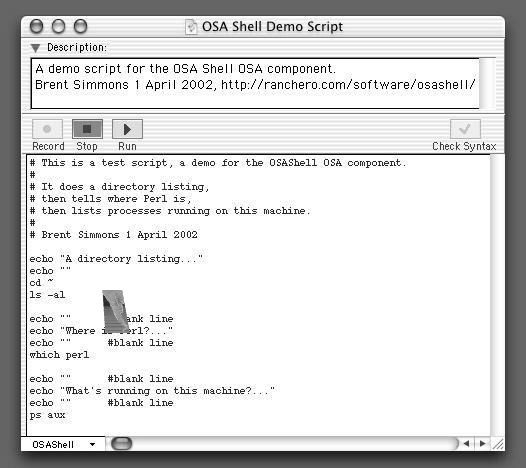 OSA Shell Demo Script
Description:
A demo script for the OSA Shell OSA component.
Brent Simmons 1 April 2002, http://ranchero.com/software/osashell/
Record Stop Run Check Syntax
# This is a test script, a demo for the OSAShell OSA component.
#
# It does a directory listing,
# then tells where Perl is,
# then lists processes running on this machine.
#
# Brent Simmons 1 April 2002
echo "A directory listing..."
echo ""
cd ~
ls -al
echo "" line
echo "Where
echo "" #blank line
which perl
echo "" #blank line
echo "What's running on this machine?..."
echo "" #blank line
ps aux
OSAShell